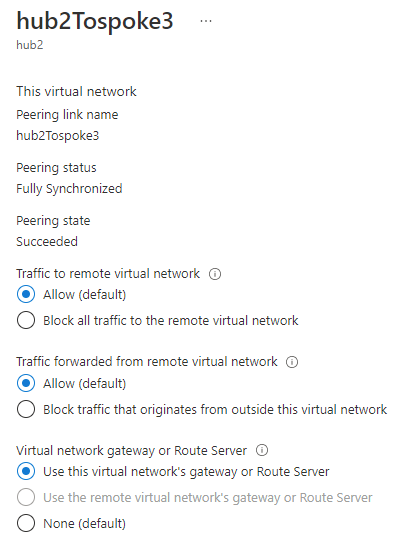 hub2Tospoke3 ...
hub2
This virtual network
Peering link name
hub2Tospoke3
Peering status
Fully Synchronized
Peering state
Succeeded
Traffic to remote virtual network
Allow (default)
Block all traffic to the remote virtual network
Traffic forwarded from remote virtual network
Allow (default)
Block traffic that originates from outside this virtual network
Virtual network gateway or Route Server
Use this virtual network's gateway or Route Server
Use the remote virtual network's gateway or Route Server
None (default)